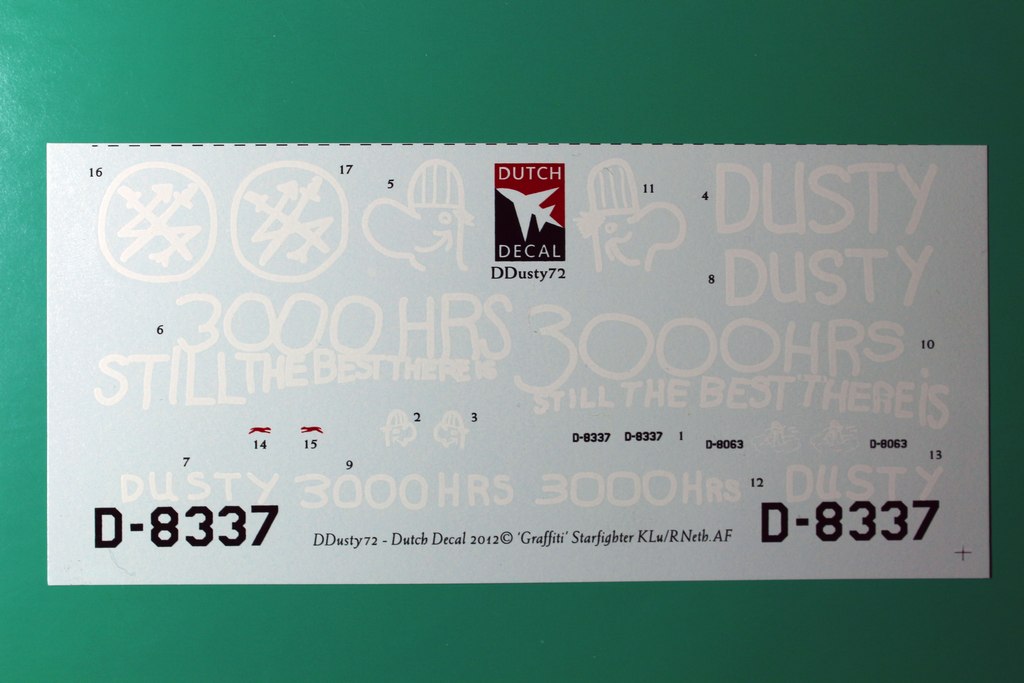 16
17
5
DUTCH
DECAL
DDusty72
11
4
DUSTY
8
DUSTY
6
3000 HRS
STILL THE BEST THERE IS
3000HRS
10
STILL THE BEST THERE IS
14
15
2
3
D-8337
D-8337
1
D-8063
D-8063
7
DUSTY
9
3000 HRS
3000HRS
12
DUSTY
13
D-8337
DDusty72 - Dutch Decal 2012© 'Graffiti' Starfighter KLu/RNeth.AF
D-8337